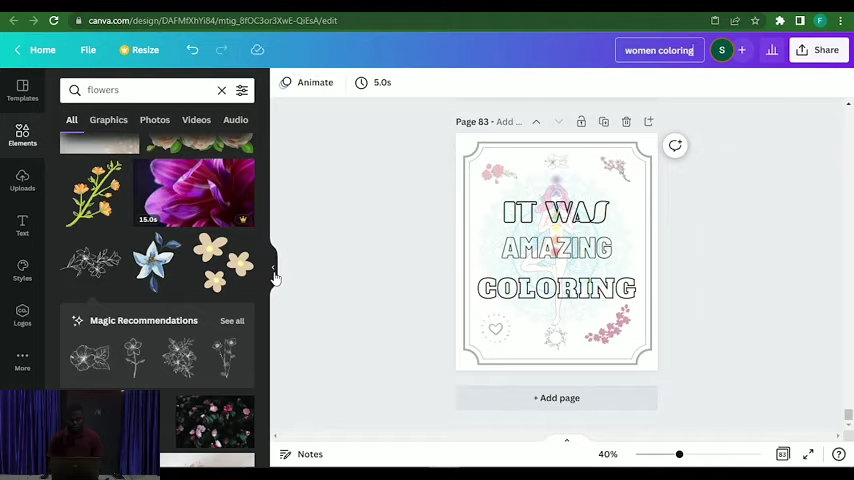 canva.com/design/DAFMfXhYi84/mtig_8fOC3or3XwE-QiEsA/edit
F
Home
File
Resize
women coloring
S
+
Share
Templates
Elements
Uploads
Text
Styles
Logos
More
flowers
All
Graphics
Photos
Videos
Audio
15.0s
Magic Recommendations
See all
Animate
5.0s
Page 83 - Add ...
IT WAS
AMAZING
COLORING
+ Add page
Notes
40%
83
?